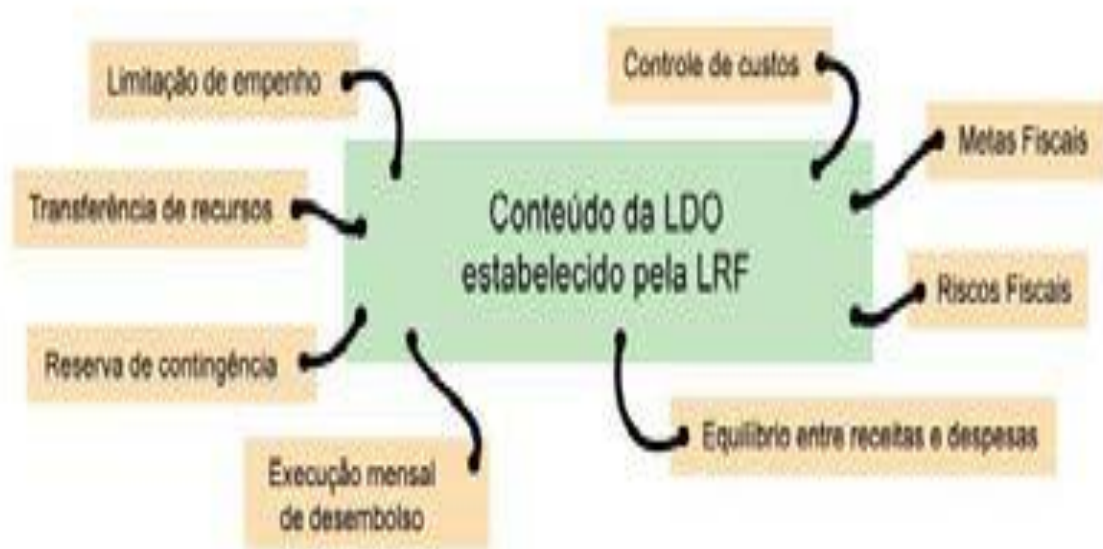 Limitação de empenho
Controle de custos
Metas Fiscais
Transferência de recursos
Conteúdo da LDO
estabelecido pela LRF
Riscos Fiscais
Reserva de contingência
Equilíbrio entre receitas e despesas
Execução mensal
de desembolso